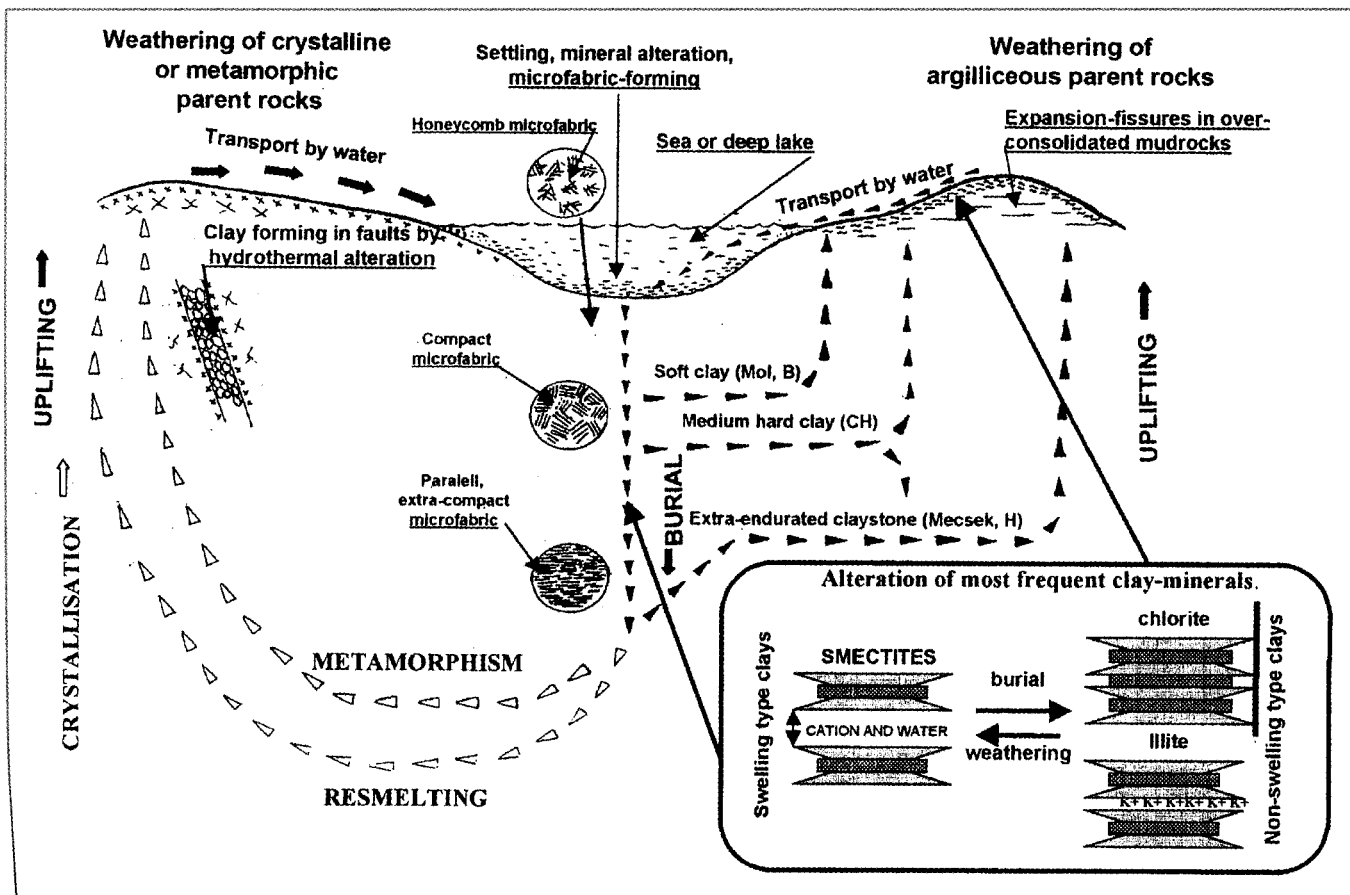 Weathering of crystalline
or metamorphic
parent rocks
Settling, mineral alteration,
microfabric-forming
Weathering of
argilliceous parent rocks
Honeycomb microfabric
Expansion-fissures in over-
consolidated mudrocks
Transport by water
Sea or deep lake
Transport by water
Clay forming in faults by
hydrothermal alteration
UPLIFTING
CRYSTALLISATION
Compact
microfabric
Soft clay (Mol, B)
Medium hard clay (CH)
UPLIFTING
Paralell,
extra-compact
microfabric
BURIAL
Extra-endurated claystone (Mecsek, H)
METAMORPHISM
RESMELTING
Alteration of most frequent clay-minerals.
Swelling type clays
SMECTITES
CATION AND WATER
burial
weathering
chlorite
Illite
K+ K+ K+K+ K+ K+
Non-swelling type clays